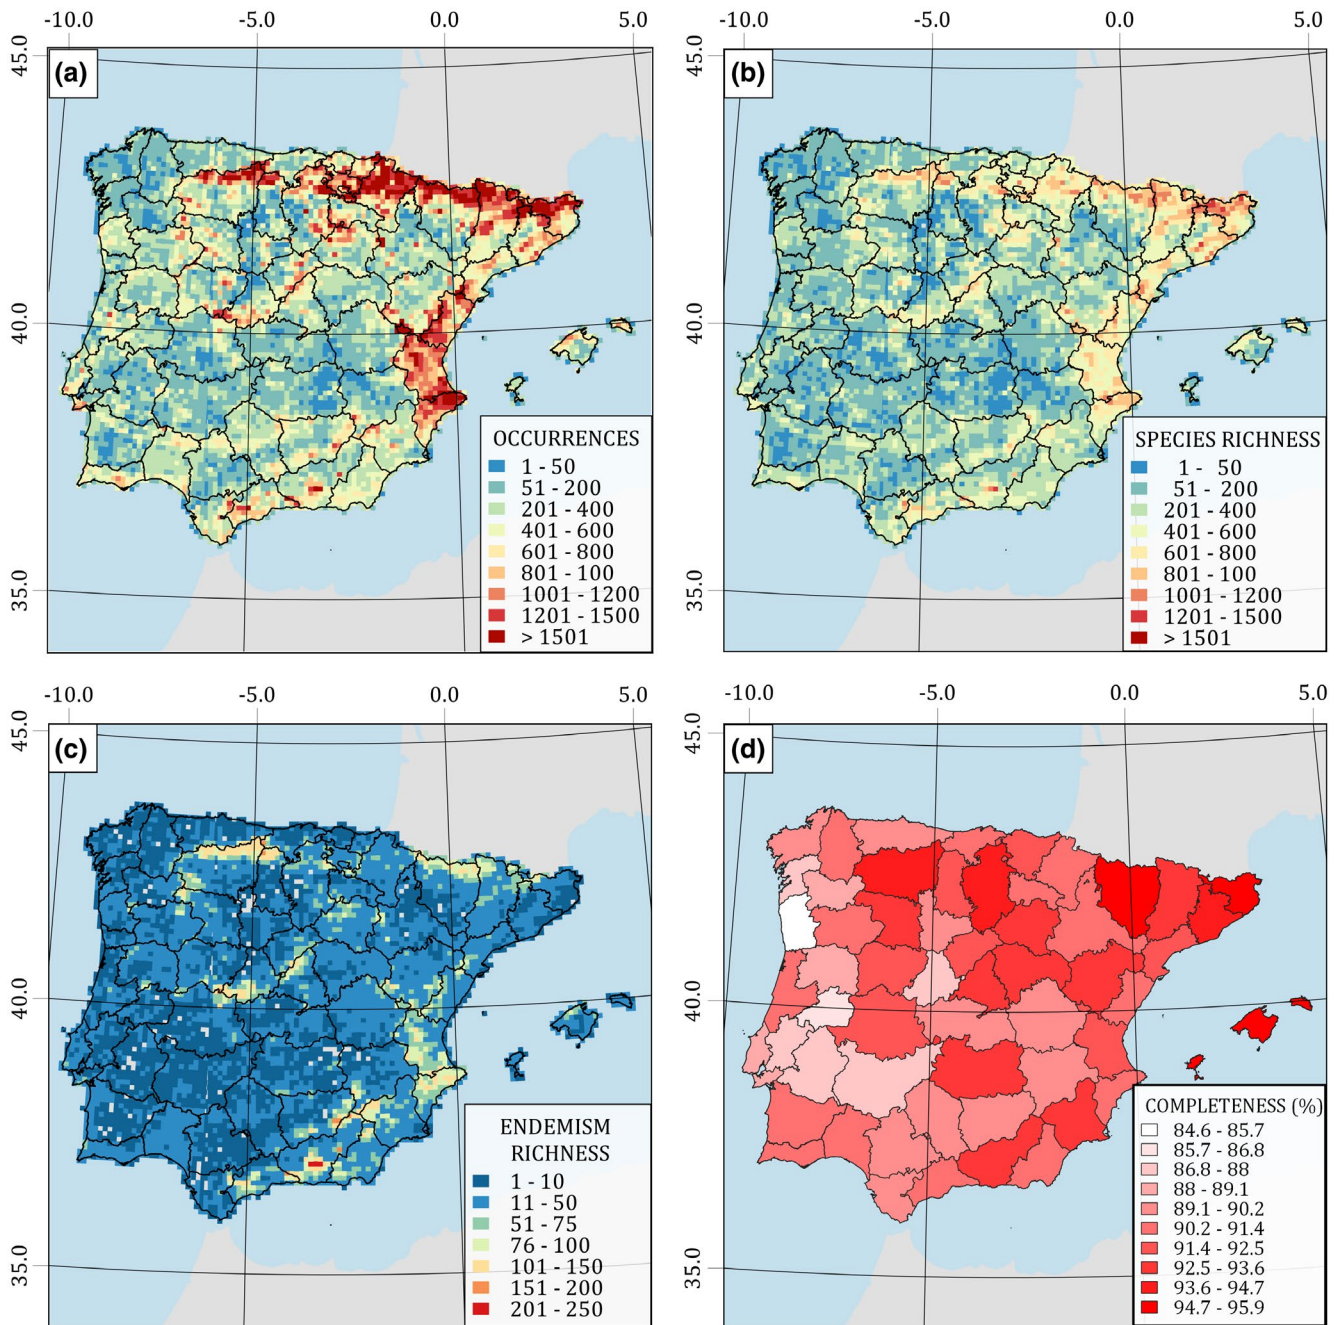 -10.0 -5.0 0.0 5.0
-10.0 -5.0 0.0 5.0
45.0
40.0
35.0
(a)
OCCURRENCES
1 - 50
51 - 200
201 - 400
401 - 600
601 - 800
801 - 100
1001 - 1200
1201 - 1500
> 1501
45.0
40.0
35.0
(b)
SPECIES RICHNESS
1 - 50
51 - 200
201 - 400
401 - 600
601 - 800
801 - 100
1001 - 1200
1201 - 1500
> 1501
-10.0 -5.0 0.0 5.0
-10.0 -5.0 0.0 5.0
45.0
40.0
35.0
(c)
ENDEMISM
RICHNESS
1 - 10
11 - 50
51 - 75
76 - 100
101 - 150
151 - 200
201 - 250
45.0
40.0
35.0
(d)
COMPLETENESS (%)
84.6 - 85.7
85.7 - 86.8
86.8 - 88
88 - 89.1
89.1 - 90.2
90.2 - 91.4
91.4 - 92.5
92.5 - 93.6
93.6 - 94.7
94.7 - 95.9